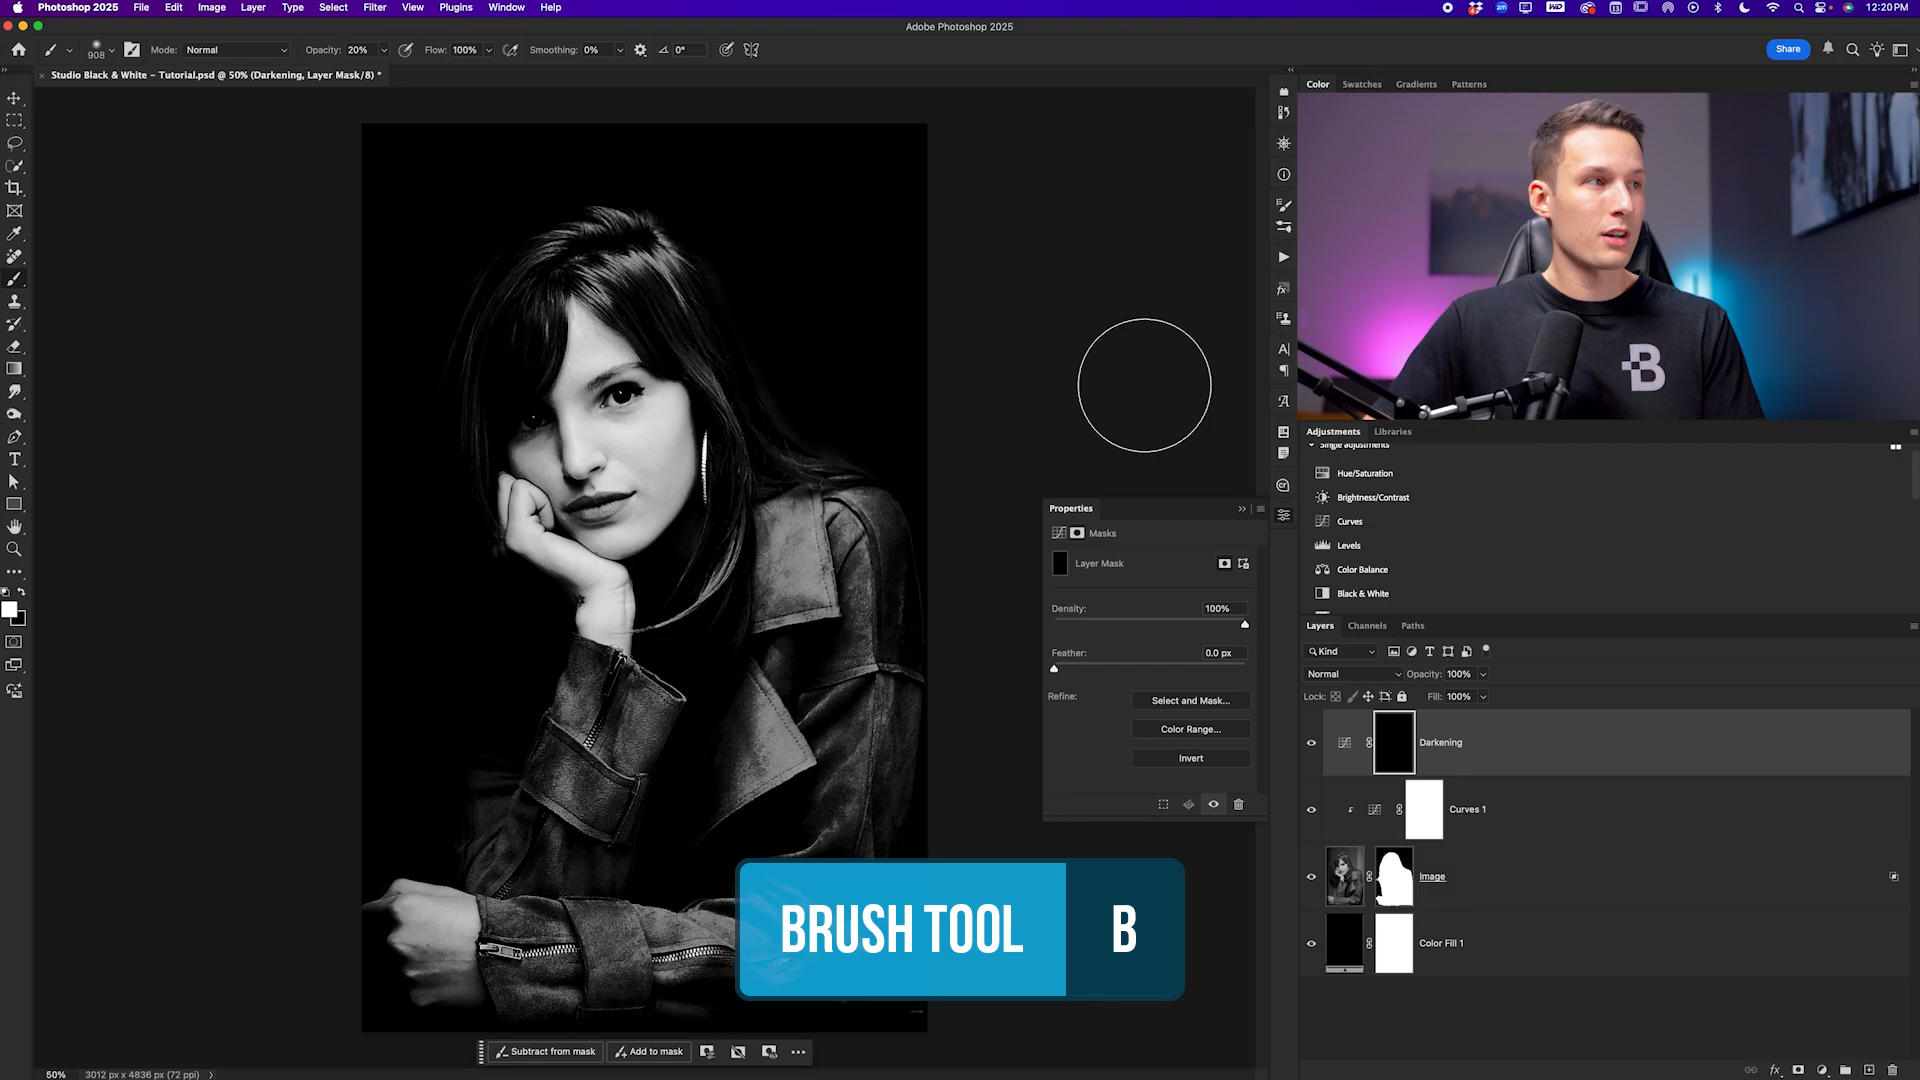 Photoshop 2025 File Edit Image Layer Type Select Filter View Plugins Window Help
12:20PM
Adobe Photoshop 2025
908 Mode: Normal Opacity: 20% Flow: 100% Smoothing: 0% 0° Share
Studio Black & White - Tutorial.psd @ 50% (Darkening, Layer Mask/8) *
Color Swatches Gradients Patterns
B
Adjustments Libraries
Single adjustments
Hue/Saturation
Brightness/Contrast
Curves
Levels
Color Balance
Black & White
Properties
Masks
Layer Mask
Density: 100%
Feather: 0.0 px
Refine: Select and Mask...
Color Range...
Invert
Layers Channels Paths
Kind
Normal Opacity: 100%
Lock: Fill: 100%
Darkening
Curves 1
Image
Color Fill 1
BRUSH TOOL B
Subtract from mask Add to mask
50% 3012 px x 4836 px (72 ppi)